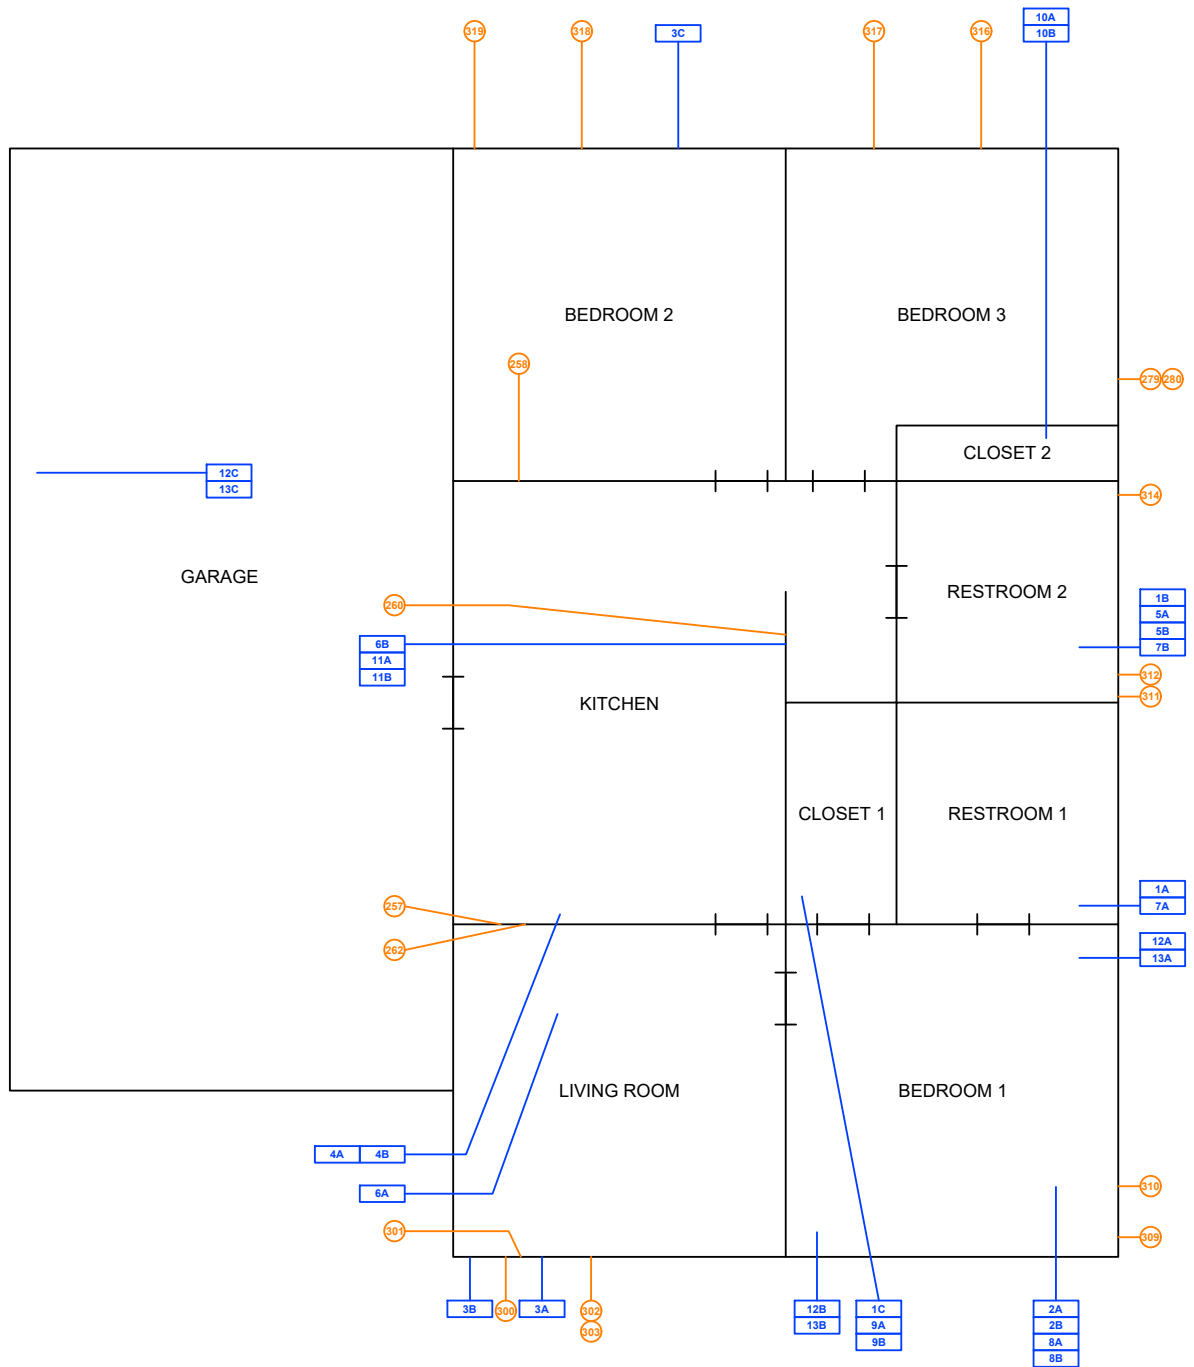 10A
10B
319
318
3C
317
316
BEDROOM 2
BEDROOM 3
258
279
280
CLOSET 2
12C
13C
314
GARAGE
RESTROOM 2
1B
5A
5B
7B
260
6B
11A
11B
312
311
KITCHEN
CLOSET 1
RESTROOM 1
1A
7A
257
262
12A
13A
LIVING ROOM
BEDROOM 1
4A
4B
6A
310
301
309
3B
300
3A
302
303
12B
13B
1C
9A
9B
2A
2B
8A
8B